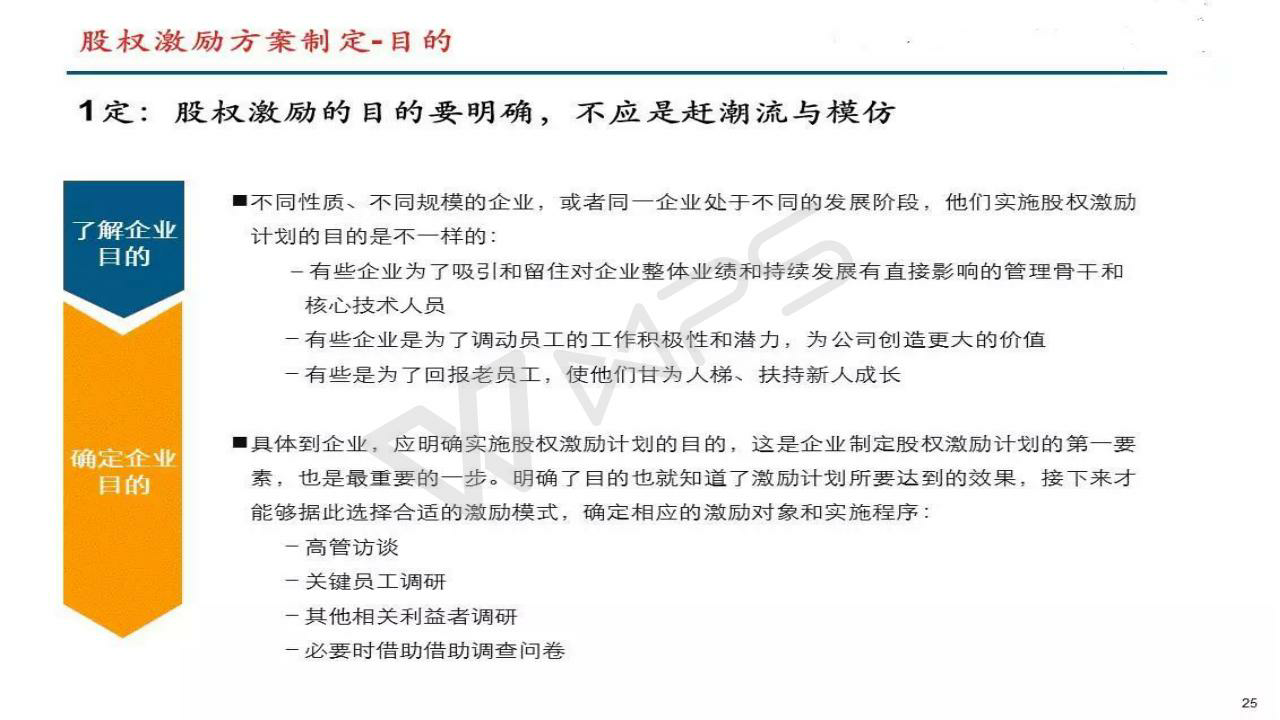 股权激励方案制定-目的
1定：股权激励的目的要明确，不应是赶潮流与模仿
了解企业
目的
■不同性质、不同规模的企业，或者同一企业处于不同的发展阶段，他们实施股权激励
计划的目的是不一样的：
－有些企业为了吸引和留住对企业整体业绩和持续发展有直接影响的管理骨干和
核心技术人员
－有些企业是为了调动员工的工作积极性和潜力，为公司创造更大的价值
－有些是为了回报老员工，使他们甘为人梯、扶持新人成长
确定企业
目的
■具体到企业，应明确实施股权激励计划的目的，这是企业制定股权激励计划的第一要
素，也是最重要的一步。明确了目的也就知道了激励计划所要达到的效果，接下来才
能够据此选择合适的激励模式，确定相应的激励对象和实施程序：
－高管访谈
－关键员工调研
－其他相关利益者调研
－必要时借助借助调查问卷
WPS
25